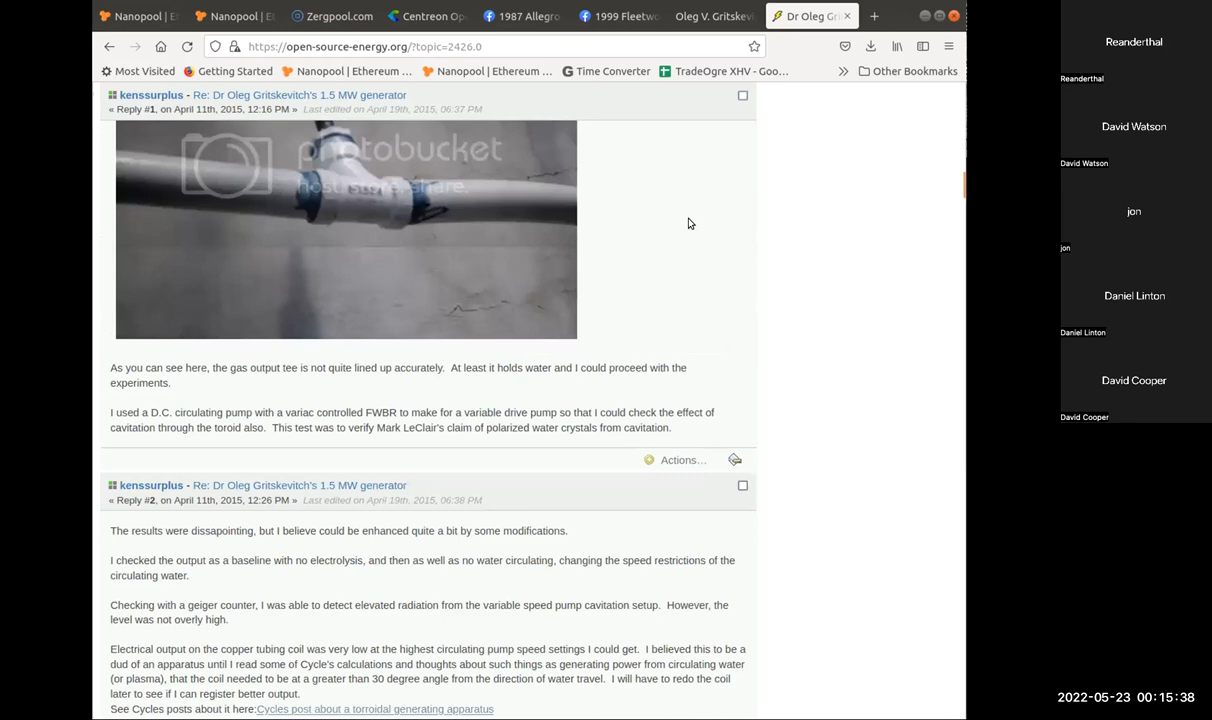 Nanopool | E
Nanopool | E
Zergpool.com
Centreon Op
1987 Allegro
1999 Fleetwo
Oleg V. Gritskevi
Dr Oleg G
https://open-source-energy.org/?topic=2426.0
Most Visited
Getting Started
Nanopool | Ethereum ...
Nanopool | Ethereum ...
Time Converter
TradeOgre XHV - Goo...
Other Bookmarks
kenssurplus - Re: Dr Oleg Gritskevitch's 1.5 MW generator
« Reply #1, on April 11th, 2015, 12:16 PM » Last edited on April 19th, 2015, 06:37 PM
photobucket
host. store. share.
As you can see here, the gas output tee is not quite lined up accurately. At least it holds water and I could proceed with the
experiments.
I used a D.C. circulating pump with a variac controlled FWBR to make for a variable drive pump so that I could check the effect of
cavitation through the toroid also. This test was to verify Mark LeClair's claim of polarized water crystals from cavitation.
Actions...
kenssurplus - Re: Dr Oleg Gritskevitch's 1.5 MW generator
« Reply #2, on April 11th, 2015, 12:26 PM » Last edited on April 19th, 2015, 06:38 PM
The results were dissapointing, but I believe could be enhanced quite a bit by some modifications.
I checked the output as a baseline with no electrolysis, and then as well as no water circulating, changing the speed restrictions of the
circulating water.
Checking with a geiger counter, I was able to detect elevated radiation from the variable speed pump cavitation setup. However, the
level was not overly high.
Electrical output on the copper tubing coil was very low at the highest circulating pump speed settings I could get. I believed this to be a
dud of an apparatus until I read some of Cycle's calculations and thoughts about such things as generating power from circulating water
(or plasma), that the coil needed to be at a greater than 30 degree angle from the direction of water travel. I will have to redo the coil
later to see if I can register better output.
See Cycles posts about it here:Cycles post about a torroidal generating apparatus
Reanderthal
Reanderthal
David Watson
David Watson
jon
jon
Daniel Linton
Daniel Linton
David Cooper
David Cooper
2022-05-23 00:15:38